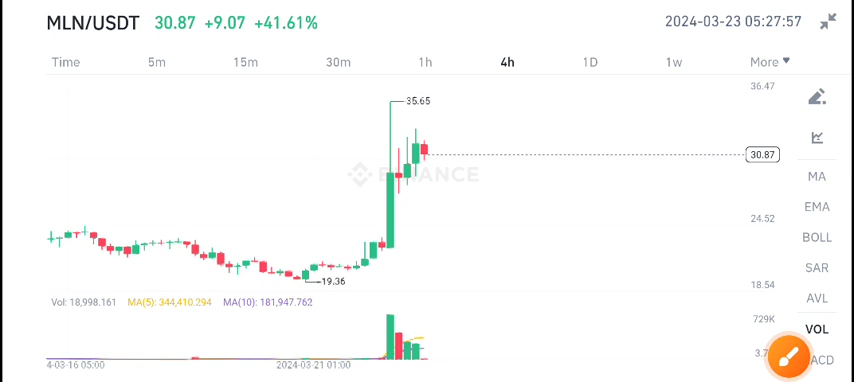 MLN/USDT 30.87 +9.07 +41.61% 2024-03-23 05:27:57
Time 5m 15m 30m 1h 4h 1D 1w More
36.47
35.65
30.87
BINANCE
24.52
19.36
18.54
MA
EMA
BOLL
SAR
AVL
VOL
Vol: 18,998.161 MA(5): 344,410.294 MA(10): 181,947.762
729K
4-03-16 05:00 2024-03-21 01:00